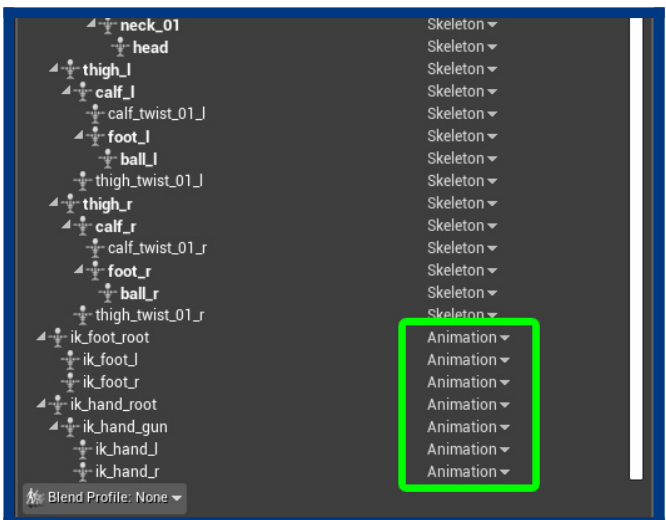 neck_01 Skeleton
head Skeleton
thigh_l Skeleton
calf_l Skeleton
calf_twist_01_l Skeleton
foot_l Skeleton
ball_l Skeleton
thigh_twist_01_l Skeleton
thigh_r Skeleton
calf_r Skeleton
calf_twist_01_r Skeleton
foot_r Skeleton
ball_r Skeleton
thigh_twist_01_r Skeleton
ik_foot_root Animation
ik_foot_l Animation
ik_foot_r Animation
ik_hand_root Animation
ik_hand_gun Animation
ik_hand_l Animation
ik_hand_r Animation
Blend Profile: None